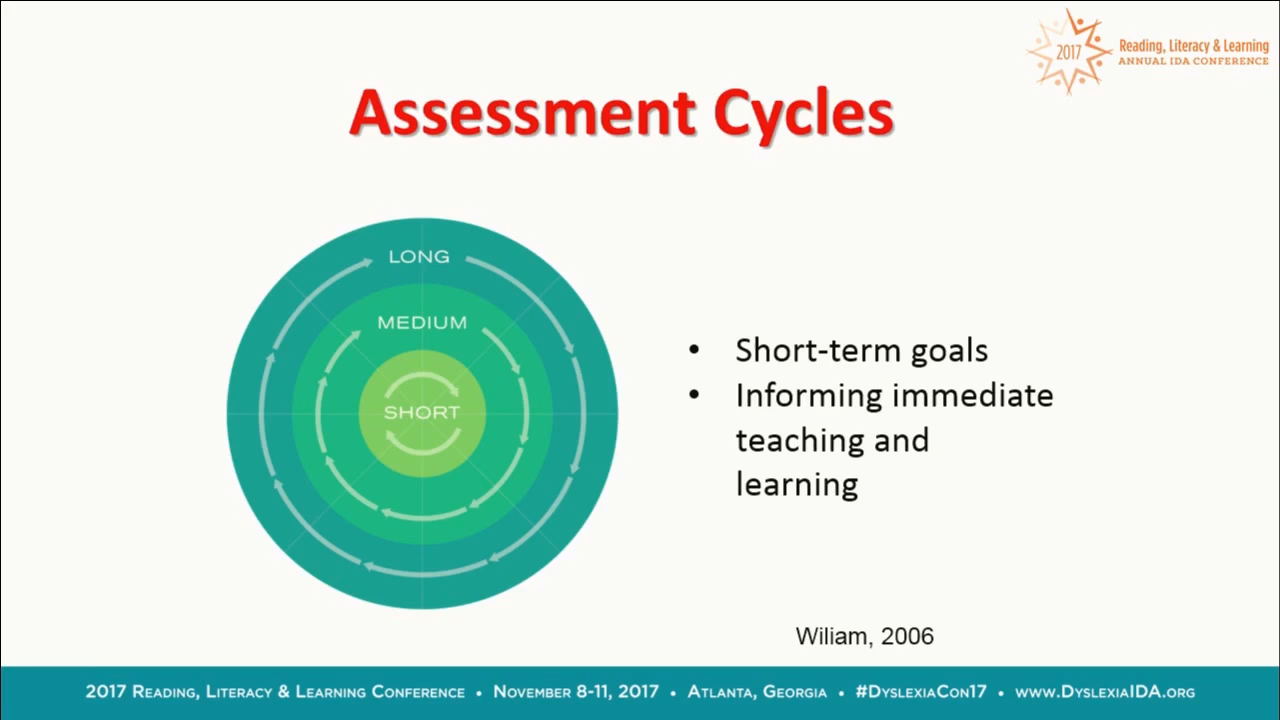 2017
Reading, Literacy & Learning
ANNUAL IDA CONFERENCE
Assessment Cycles
LONG
MEDIUM
SHORT
• Short-term goals
• Informing immediate
teaching and
learning
Wiliam, 2006
2017 Reading, Literacy & Learning Conference • November 8-11, 2017 • Atlanta, Georgia • #DyslexiaCon17 • www.DyslexiaIDA.org